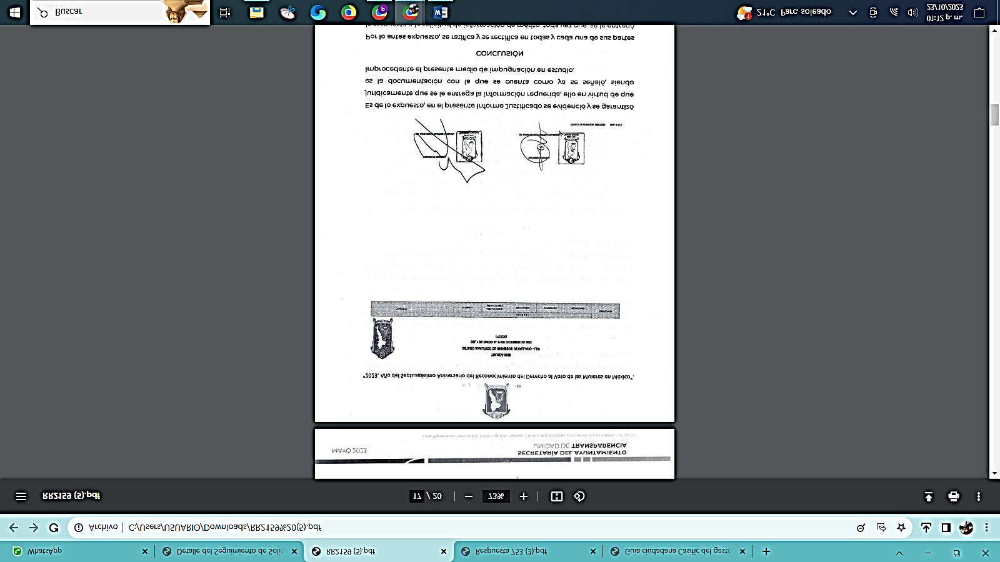 WhatsApp
Detalle del Seguimiento de Solic
RR2159 (5).pdf
Respuesta 753 (3).pdf
Guia ciudadana Casific del gasto
Archivo | C:/Users/USUARIO/Downloads/RR2159%20(5).pdf
RR2159 (5).pdf
17 / 20
73%
SECRETARÍA DEL AYUNTAMIENTO
UNIDAD DE TRANSPARENCIA
MAYO 2023
"2023. Año del Septuagésimo Aniversario del Reconocimiento del Derecho al Voto de las Mujeres en México".
TOLUCA 0100
ESTADO ANALITICO DE INGRESOS DETALLADO - LDF
DEL 1 DE ENERO AL 31 DE DICIEMBRE DE 2022
(PESOS)
INGRESO
CONCEPTO
Es de lo expuesto, en el presente Informe Justificado se evidenció y se garantizó
jurídicamente que se le entrega la información requerida, ello en virtud de que
es la documentación con la que se cuenta como ya se señaló, siendo
improcedente el presente medio de impugnación en estudio.
CONCLUSIÓN
Por lo antes expuesto, se ratifica y se rectifica en todas y cada una de sus partes
la respuesta a la solicitud de información de mérito, toda vez que, se le entregó
Buscar
21°C Parc. soleado
01:12 p. m.
23/10/2023